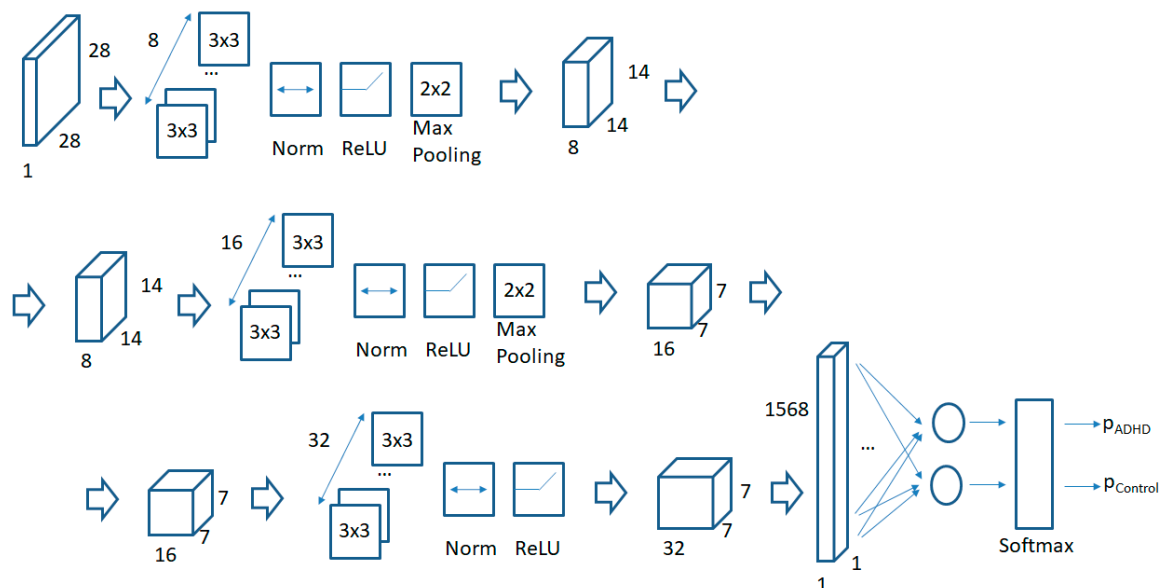 28
8
3x3
...
3x3
28
1
Norm
ReLU
2x2
Max
Pooling
14
14
8
16
3x3
...
3x3
14
14
8
Norm
ReLU
2x2
Max
Pooling
7
7
16
32
3x3
...
3x3
7
7
16
Norm
ReLU
7
7
32
1568
...
1
1
Softmax
pADHD
pControl